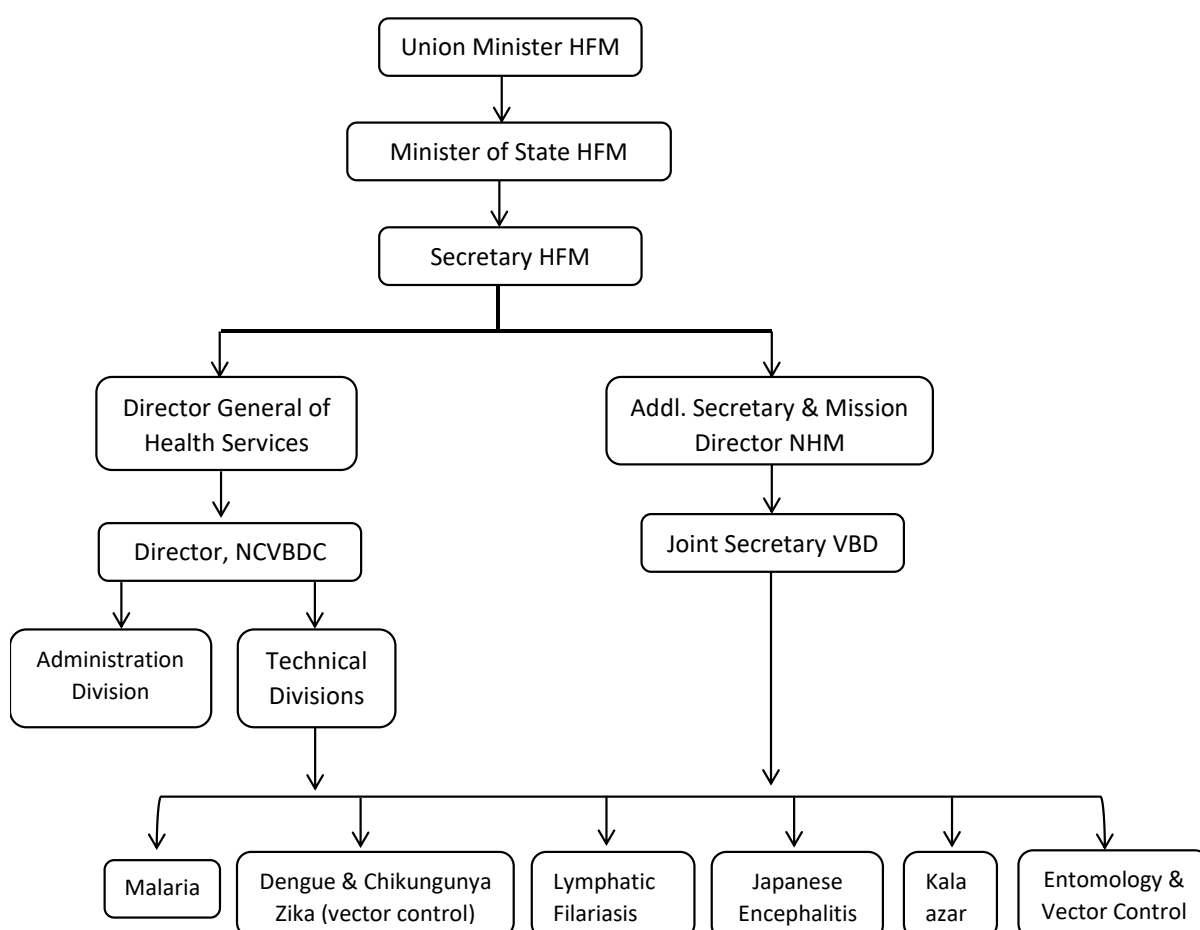 Union Minister HFM
Minister of State HFM
Secretary HFM
Director General of
Health Services
Addl. Secretary & Mission
Director NHM
Director, NCVBDC
Joint Secretary VBD
Administration
Division
Technical
Divisions
Malaria
Dengue & Chikungunya
Zika (vector control)
Lymphatic
Filariasis
Japanese
Encephalitis
Kala
azar
Entomology &
Vector Control